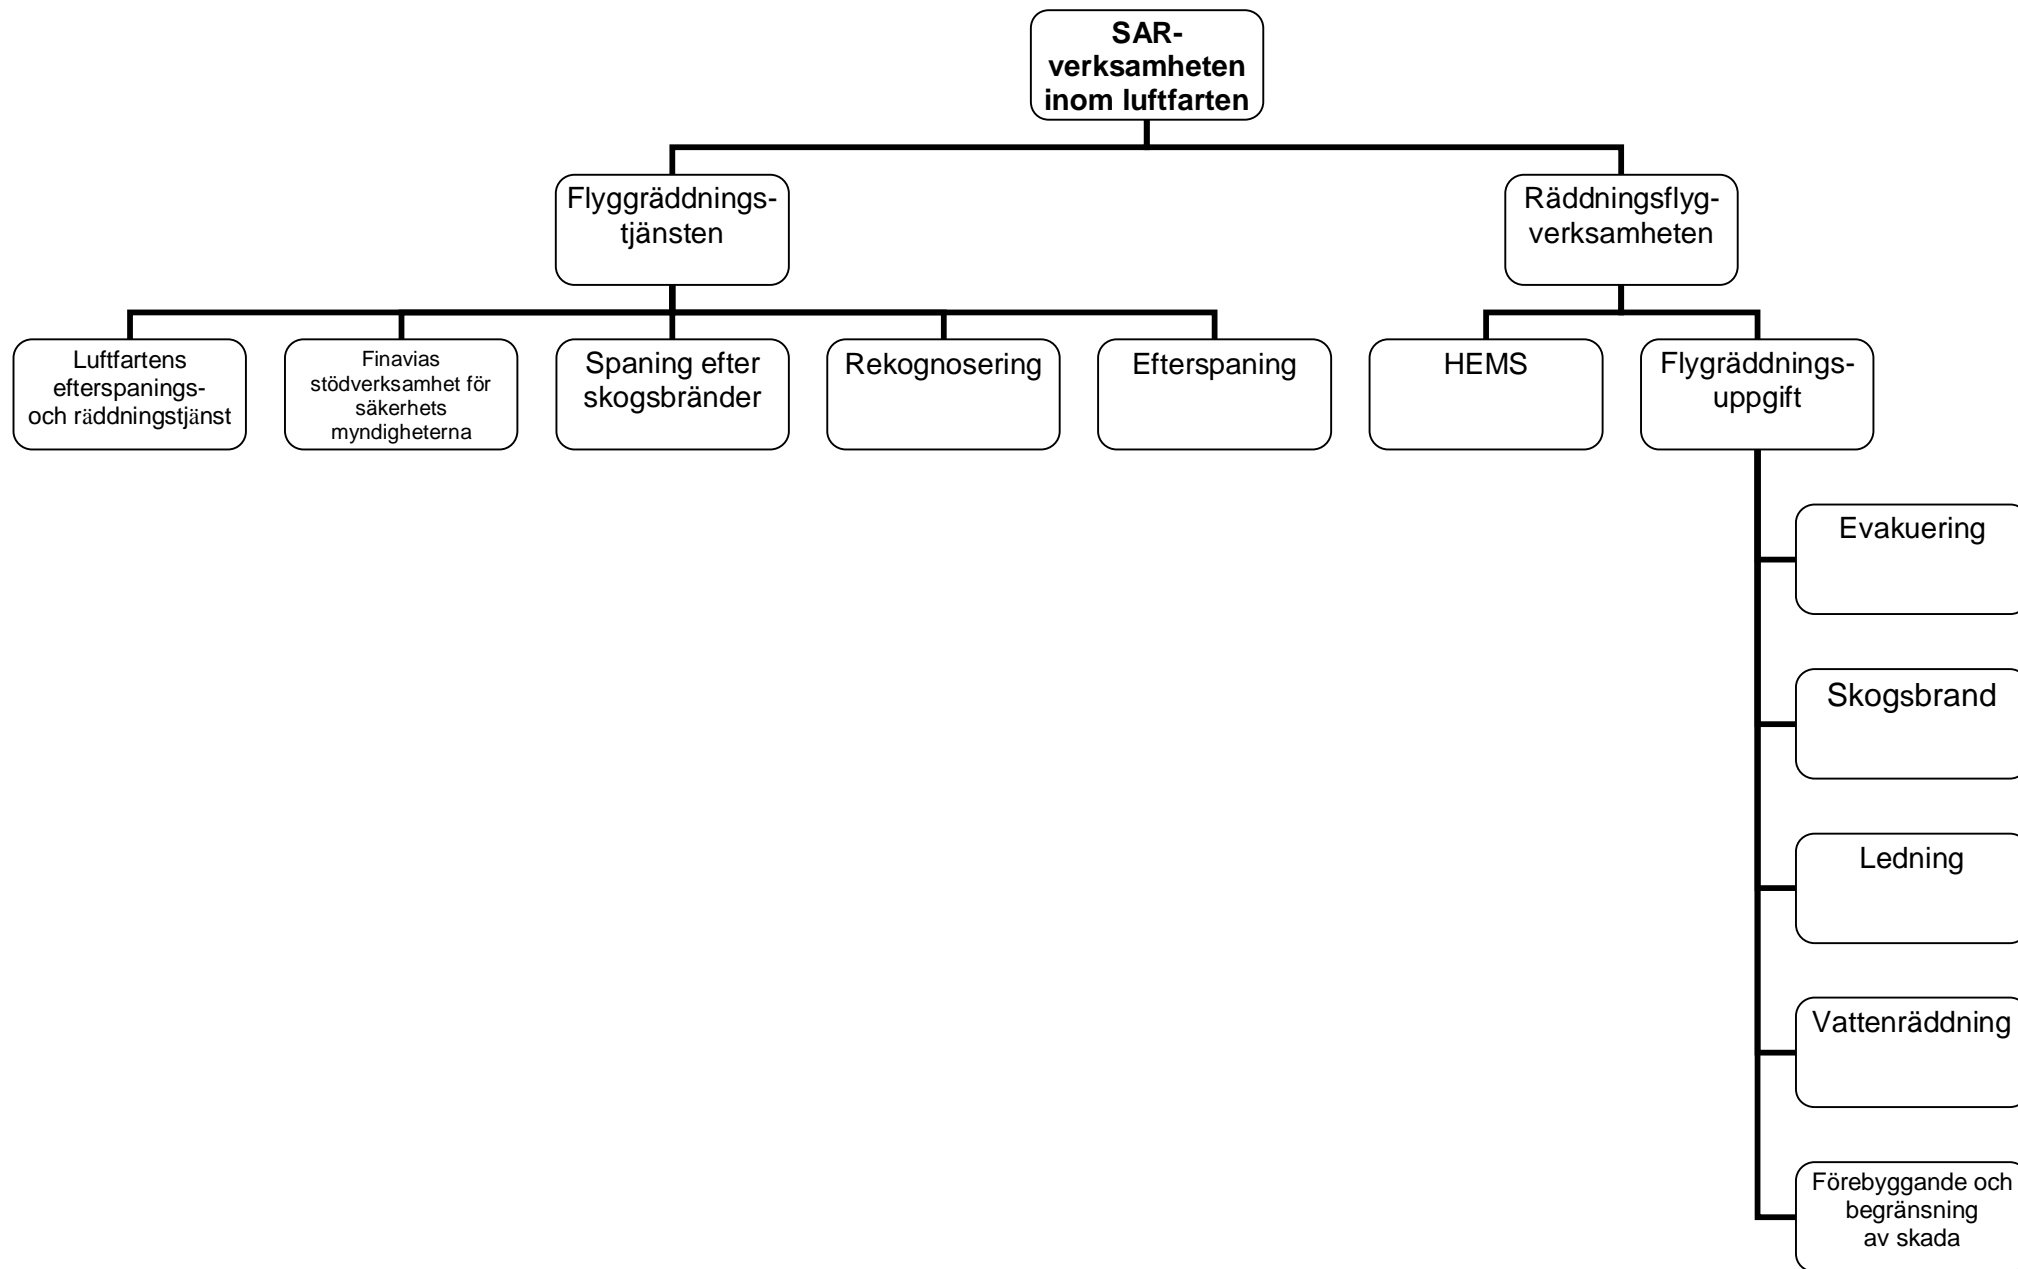 SAR-
verksamheten
inom luftfarten
Flyggräddnings-
tjänsten
Räddningsflyg-
verksamheten
Luftfartens
efterspanings-
och räddningstjänst
Finavias
stödverksamhet för
säkerhets
myndigheterna
Spaning efter
skogsbränder
Rekognosering
Efterspaning
HEMS
Flygräddnings-
uppgift
Evakuering
Skogsbrand
Ledning
Vattenräddning
Förebyggande och
begränsning
av skada